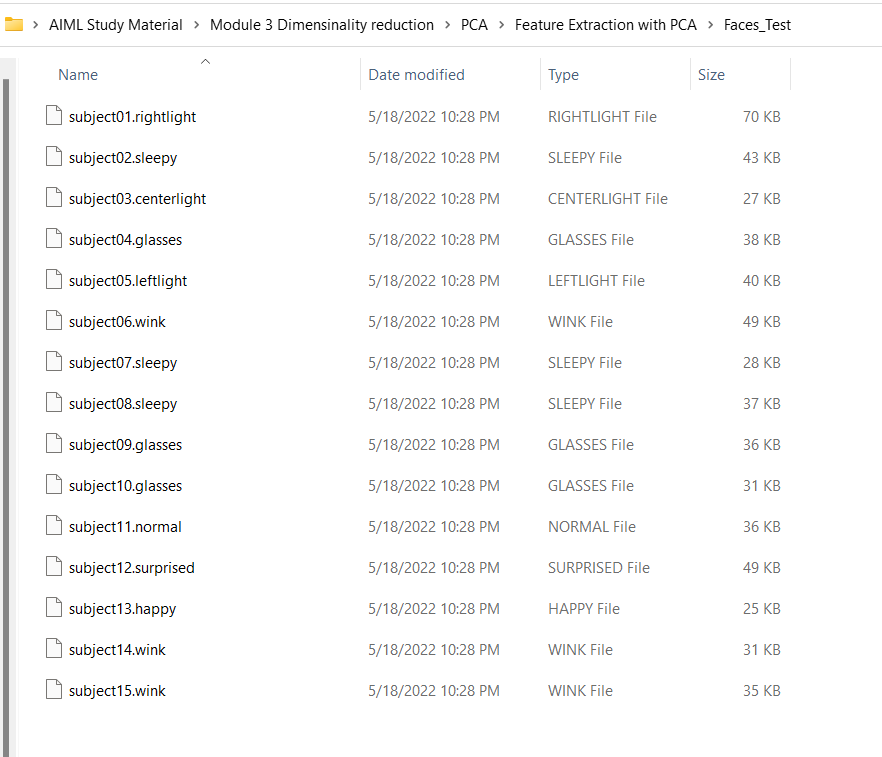 AIML Study Material > Module 3 Dimensinality reduction > PCA > Feature Extraction with PCA > Faces_Test
Name Date modified Type Size
subject01.rightlight 5/18/2022 10:28 PM RIGHTLIGHT File 70 KB
subject02.sleepy 5/18/2022 10:28 PM SLEEPY File 43 KB
subject03.centerlight 5/18/2022 10:28 PM CENTERLIGHT File 27 KB
subject04.glasses 5/18/2022 10:28 PM GLASSES File 38 KB
subject05.leftlight 5/18/2022 10:28 PM LEFTLIGHT File 40 KB
subject06.wink 5/18/2022 10:28 PM WINK File 49 KB
subject07.sleepy 5/18/2022 10:28 PM SLEEPY File 28 KB
subject08.sleepy 5/18/2022 10:28 PM SLEEPY File 37 KB
subject09.glasses 5/18/2022 10:28 PM GLASSES File 36 KB
subject10.glasses 5/18/2022 10:28 PM GLASSES File 31 KB
subject11.normal 5/18/2022 10:28 PM NORMAL File 36 KB
subject12.surprised 5/18/2022 10:28 PM SURPRISED File 49 KB
subject13.happy 5/18/2022 10:28 PM HAPPY File 25 KB
subject14.wink 5/18/2022 10:28 PM WINK File 31 KB
subject15.wink 5/18/2022 10:28 PM WINK File 35 KB